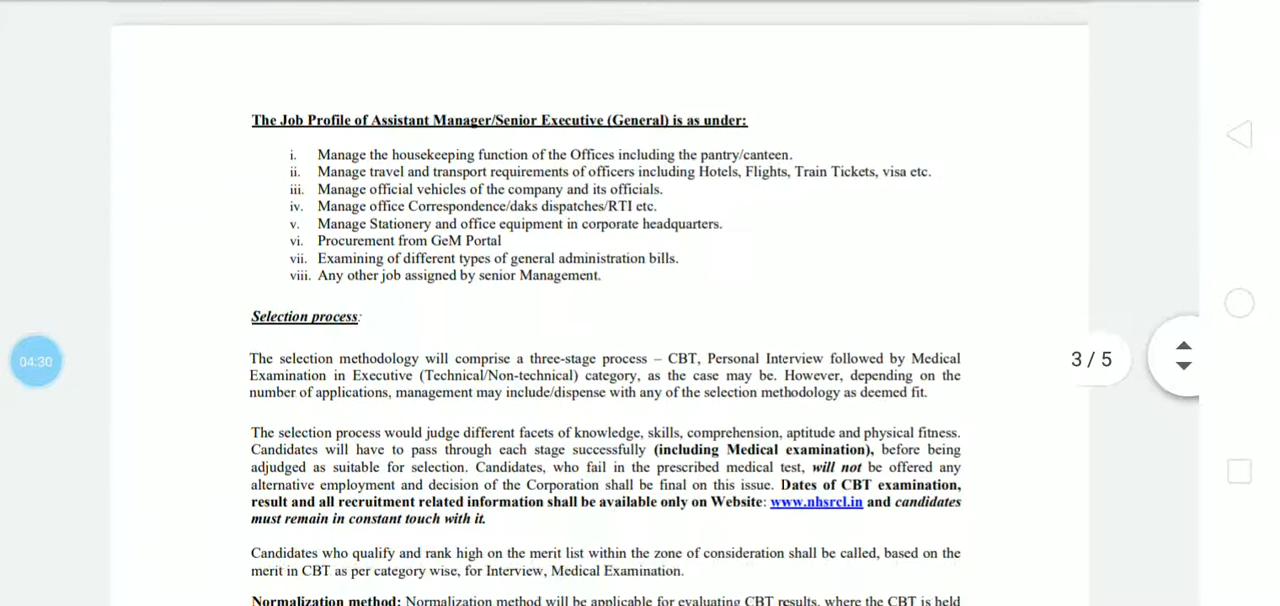 The Job Profile of Assistant Manager/Senior Executive (General) is as under:
i. Manage the housekeeping function of the Offices including the pantry/canteen.
ii. Manage travel and transport requirements of officers including Hotels, Flights, Train Tickets, visa etc.
iii. Manage official vehicles of the company and its officials.
iv. Manage office Correspondence/daks dispatches/RTI etc.
v. Manage Stationery and office equipment in corporate headquarters.
vi. Procurement from GeM Portal
vii. Examining of different types of general administration bills.
viii. Any other job assigned by senior Management.
Selection process:
04:30
3 / 5
The selection methodology will comprise a three-stage process – CBT, Personal Interview followed by Medical
Examination in Executive (Technical/Non-technical) category, as the case may be. However, depending on the
number of applications, management may include/dispense with any of the selection methodology as deemed fit.
The selection process would judge different facets of knowledge, skills, comprehension, aptitude and physical fitness.
Candidates will have to pass through each stage successfully (including Medical examination), before being
adjudged as suitable for selection. Candidates, who fail in the prescribed medical test, will not be offered any
alternative employment and decision of the Corporation shall be final on this issue. Dates of CBT examination,
result and all recruitment related information shall be available only on Website: www.nhsrcl.in and candidates
must remain in constant touch with it.
Candidates who qualify and rank high on the merit list within the zone of consideration shall be called, based on the
merit in CBT as per category wise, for Interview, Medical Examination.
Normalization method: Normalization method will be applicable for evaluating CBT results, where the CBT is held